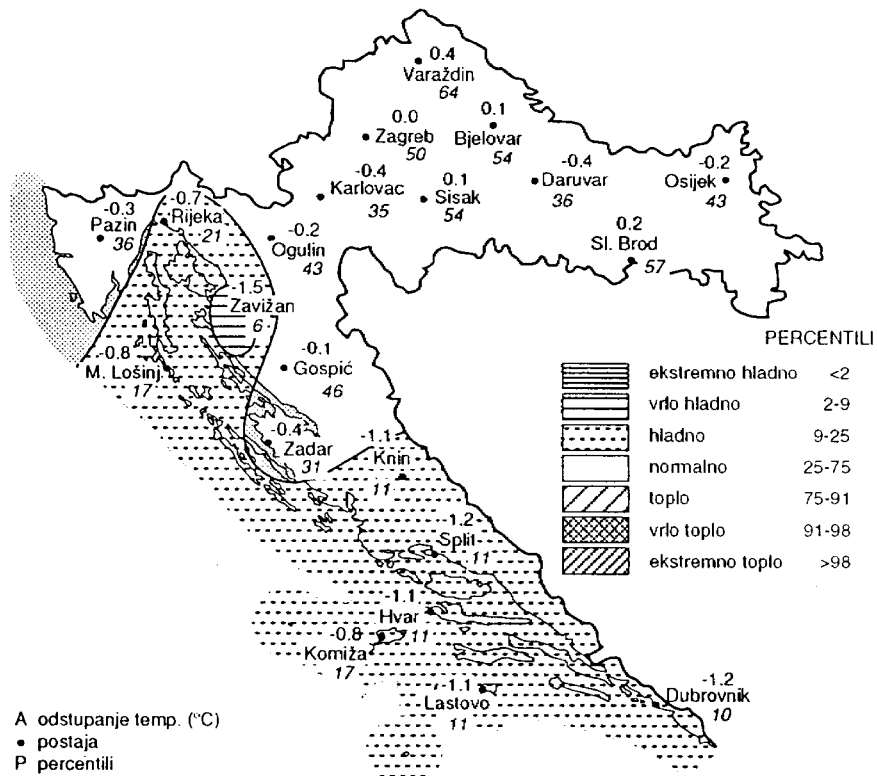 0.4
Varaždin
64
0.0
Zagreb
50
0.1
Bjelovar
54
-0.4
Karlovac
35
0.1
Sisak
54
-0.4
Daruvar
36
-0.2
Osijek
43
0.2
Sl. Brod
57
-0.3
Pazin
36
-0.7
Rijeka
21
-0.2
Ogulin
43
-1.5
Zavižan
6
-0.8
M. Lošinj
17
-0.1
Gospić
46
-0.4
Zadar
31
-1.1
Knin
11
-1.2
Split
11
-1.1
Hvar
11
-0.8
Komiža
17
-1.1
Lastovo
11
-1.2
Dubrovnik
10
PERCENTILI
ekstremno hladno <2
vrlo hladno 2-9
hladno 9-25
normalno 25-75
toplo 75-91
vrlo toplo 91-98
ekstremno toplo >98
A odstupanje temp. (°C)
• postaja
P percentili